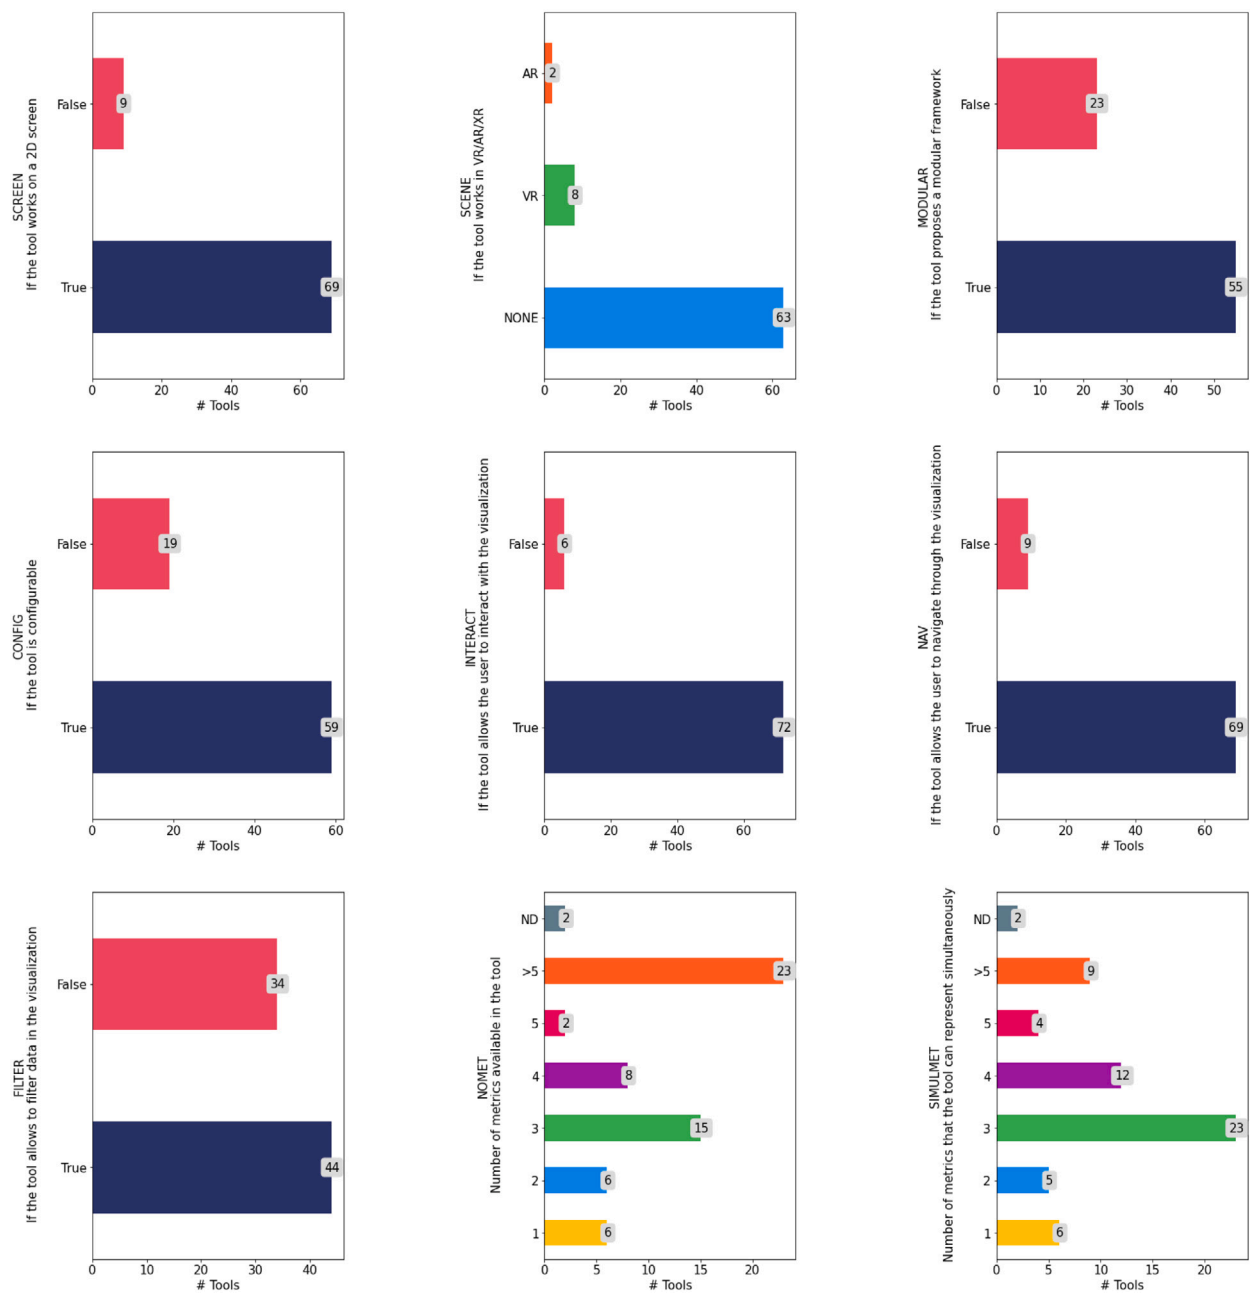 SCREEN
If the tool works on a 2D screen
False
9
True
69
0 20 40 60
# Tools
SCENE
If the tool works in VR/AR/XR
AR
2
VR
8
NONE
63
0 20 40 60
# Tools
MODULAR
If the tool proposes a modular framework
False
23
True
55
0 10 20 30 40 50
# Tools
CONFIG
If the tool is configurable
False
19
True
59
0 20 40 60
# Tools
INTERACT
If the tool allows the user to interact with the visualization
False
6
True
72
0 20 40 60
# Tools
NAV
If the tool allows the user to navigate through the visualization
False
9
True
69
0 20 40 60
# Tools
FILTER
If the tool allows to filter data in the visualization
False
34
True
44
0 10 20 30 40
# Tools
NOMET
Number of metrics available in the tool
ND
2
>5
23
5
2
4
8
3
15
2
6
1
6
0 5 10 15 20
# Tools
SIMULMET
Number of metrics that the tool can represent simultaneously
ND
2
>5
9
5
4
4
12
3
23
2
5
1
6
0 5 10 15 20
# Tools